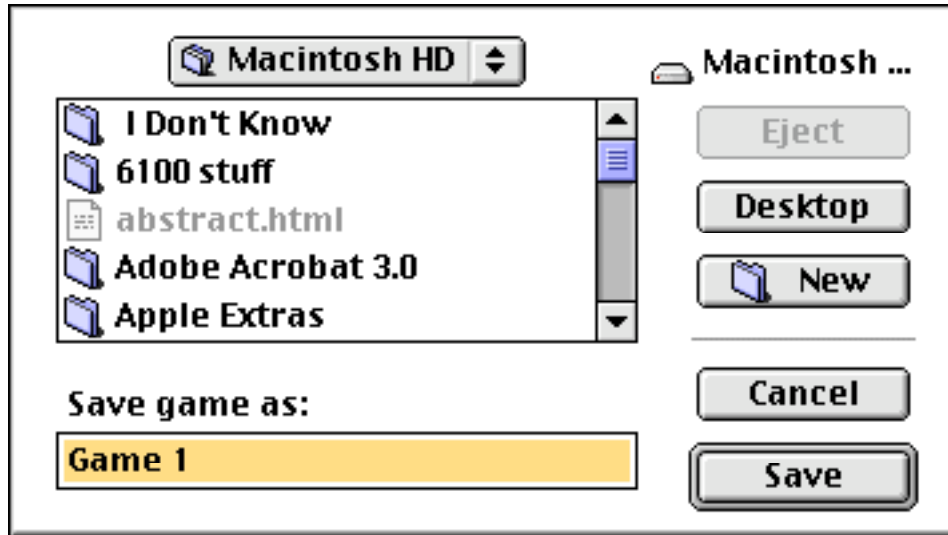 Macintosh HD
Macintosh ...
I Don't Know
6100 stuff
abstract.html
Adobe Acrobat 3.0
Apple Extras
Eject
Desktop
New
Save game as:
Game 1
Cancel
Save